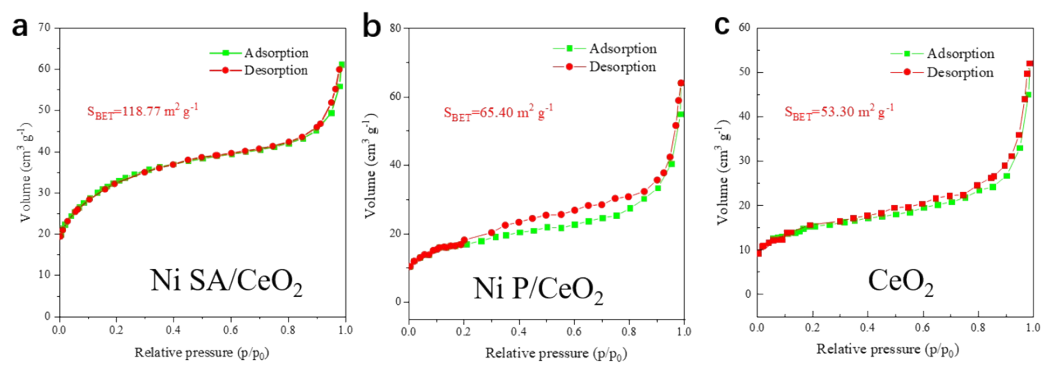 a
70
60
50
40
30
20
10
0.0
0.2
0.4
0.6
0.8
1.0
Volume (cm³ g⁻¹)
Relative pressure (p/p₀)
Adsorption
Desorption
S_BET=118.77 m² g⁻¹
Ni SA/CeO₂
b
80
60
40
20
0
0.0
0.2
0.4
0.6
0.8
1.0
Volume (cm³ g⁻¹)
Relative pressure (p/p₀)
Adsorption
Desorption
S_BET=65.40 m² g⁻¹
Ni P/CeO₂
c
60
50
40
30
20
10
0
0.0
0.2
0.4
0.6
0.8
1.0
Volume (cm³ g⁻¹)
Relative pressure (p/p₀)
Adsorption
Desorption
S_BET=53.30 m² g⁻¹
CeO₂